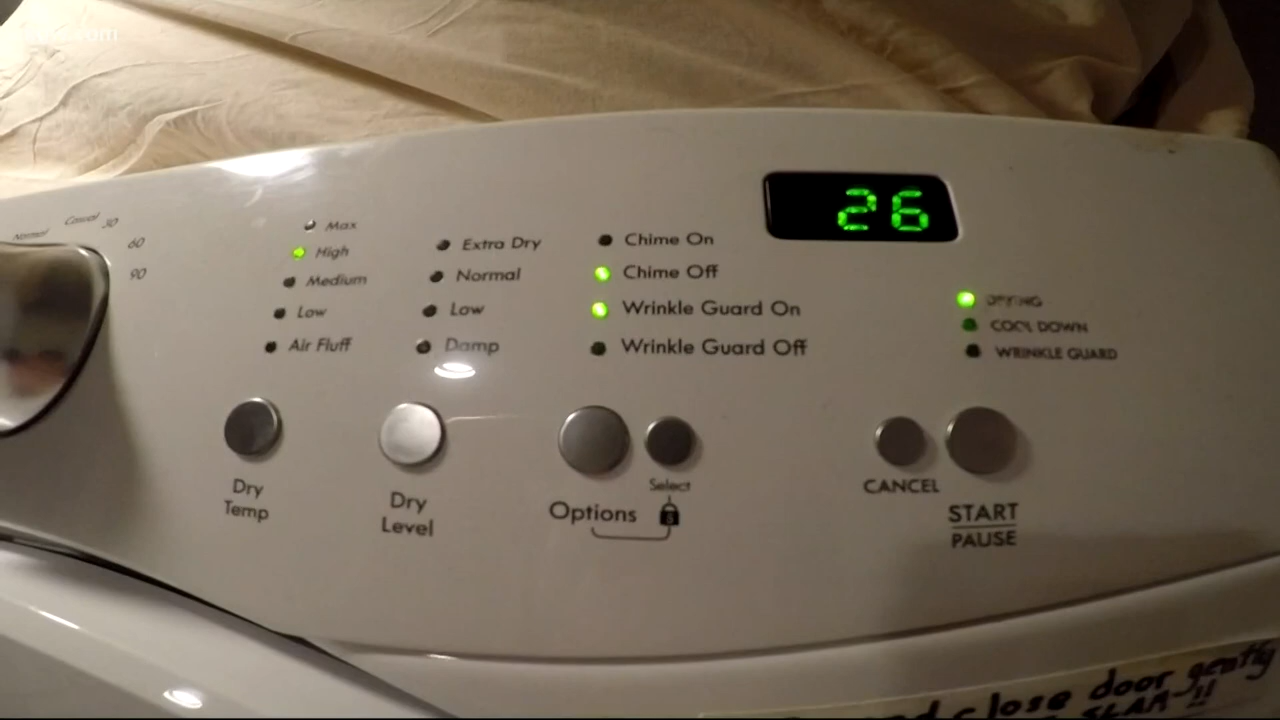 Normal
Casual
30
60
90
Max
High
Medium
Low
Air Fluff
Extra Dry
Normal
Low
Damp
Chime On
Chime Off
Wrinkle Guard On
Wrinkle Guard Off
26
DRYING
COOL DOWN
WRINKLE GUARD
Dry
Temp
Dry
Level
Options
Select
CANCEL
START
PAUSE
close door gently
SLAM!!